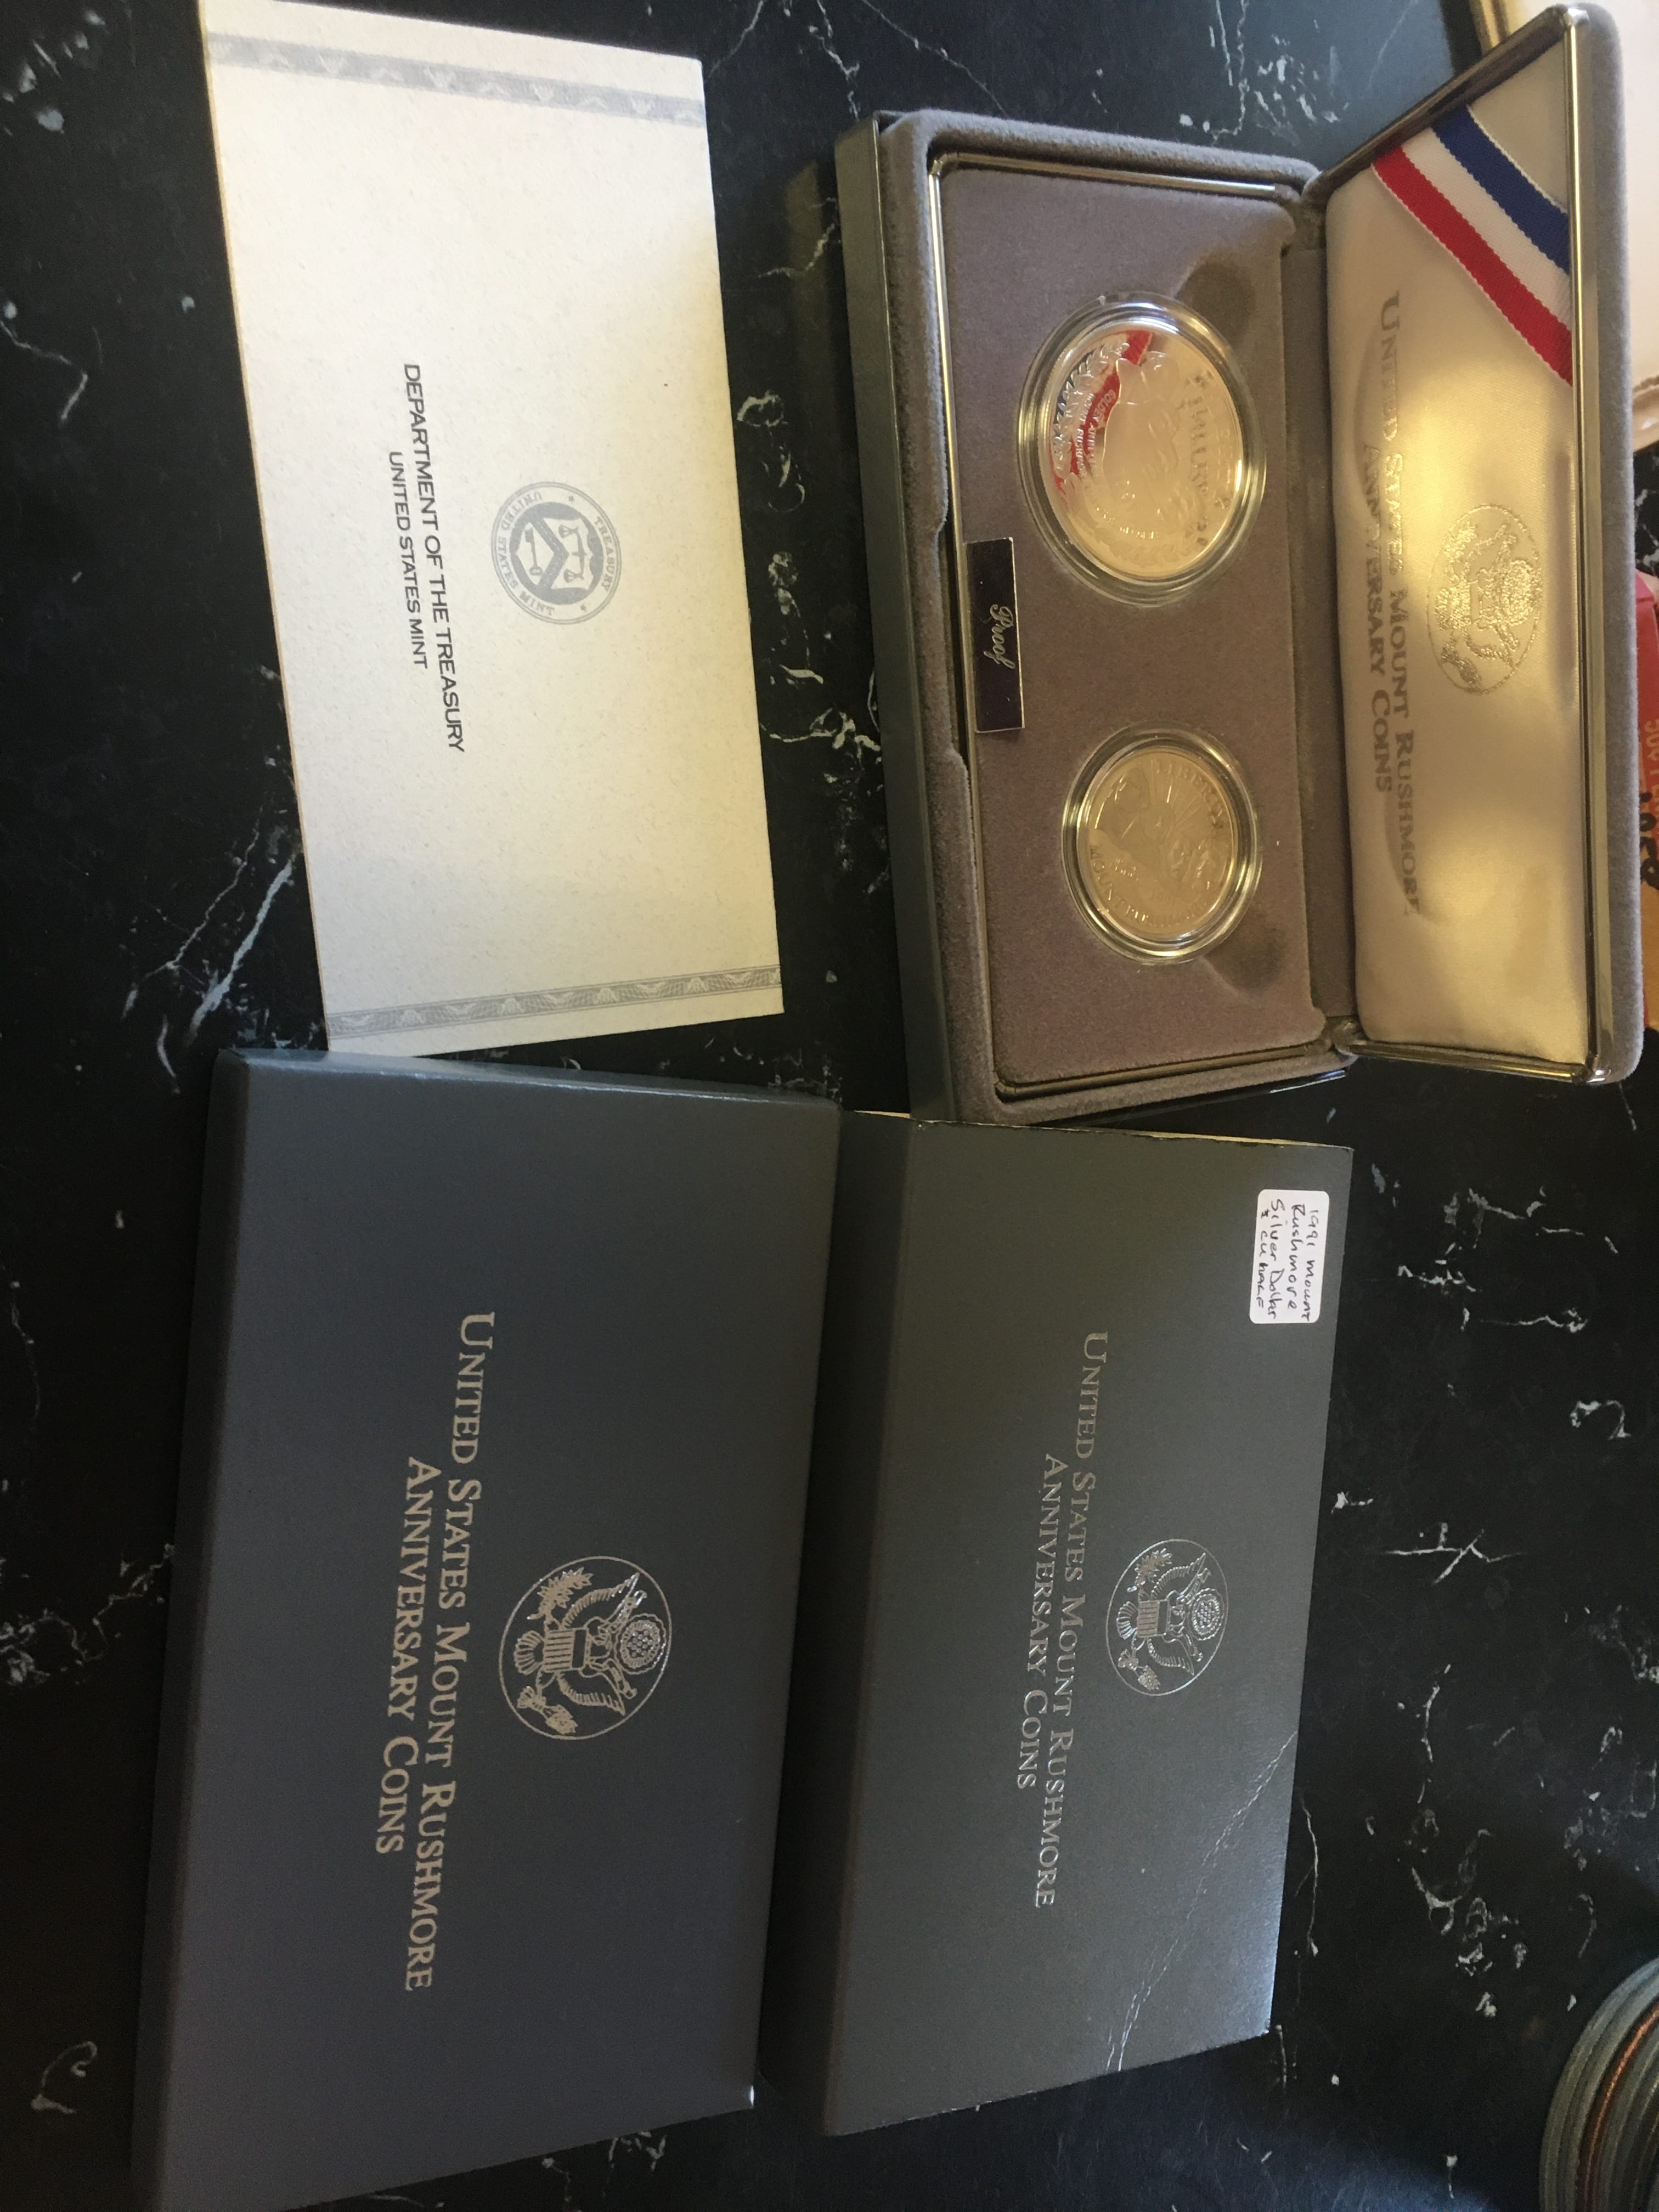 DEPARTMENT OF THE TREASURY
UNITED STATES MINT
TREASURY
UNITED STATES MINT
UNITED STATES MOUNT RUSHMORE
ANNIVERSARY COINS
LIBERTY
Proof
1991 mount
Rushmore
Silver Dollar
& CU HALF
UNITED STATES MOUNT RUSHMORE
ANNIVERSARY COINS
UNITED STATES MOUNT RUSHMORE
ANNIVERSARY COINS